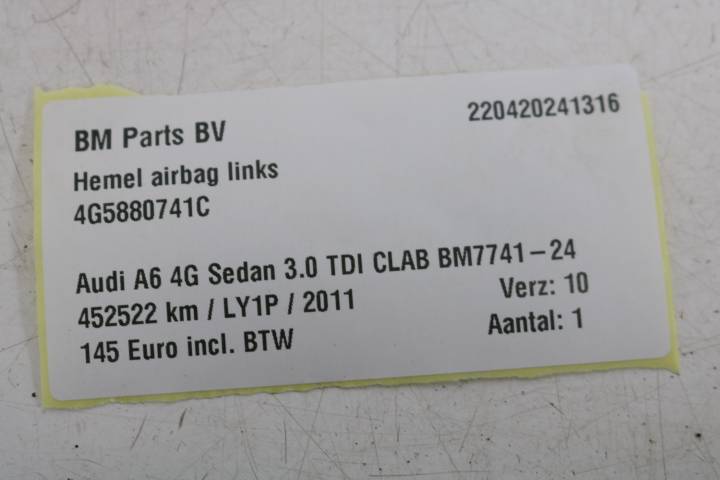 BM Parts BV
220420241316
Hemel airbag links
4G5880741C
Audi A6 4G Sedan 3.0 TDI CLAB BM7741-24
452522 km / LY1P / 2011
Verz: 10
145 Euro incl. BTW
Aantal: 1